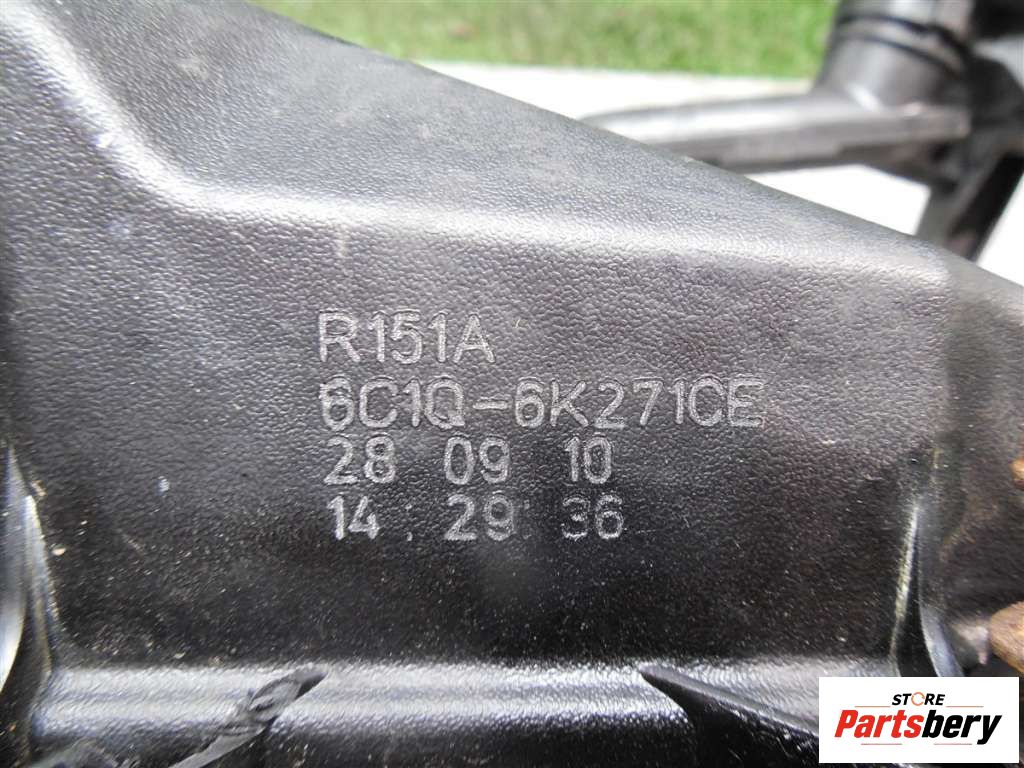 R151A
6C1Q-6K271CE
28 09 10
14 : 29 : 36
STORE
Partsbery